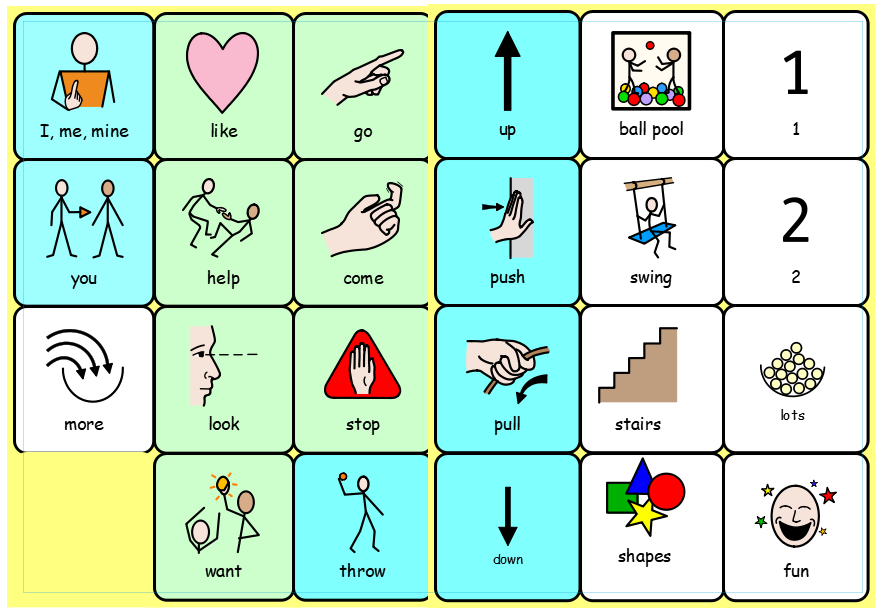 I, me, mine
like
go
up
ball pool
1
1
you
help
come
push
swing
2
2
more
look
stop
pull
stairs
lots
want
throw
down
shapes
fun